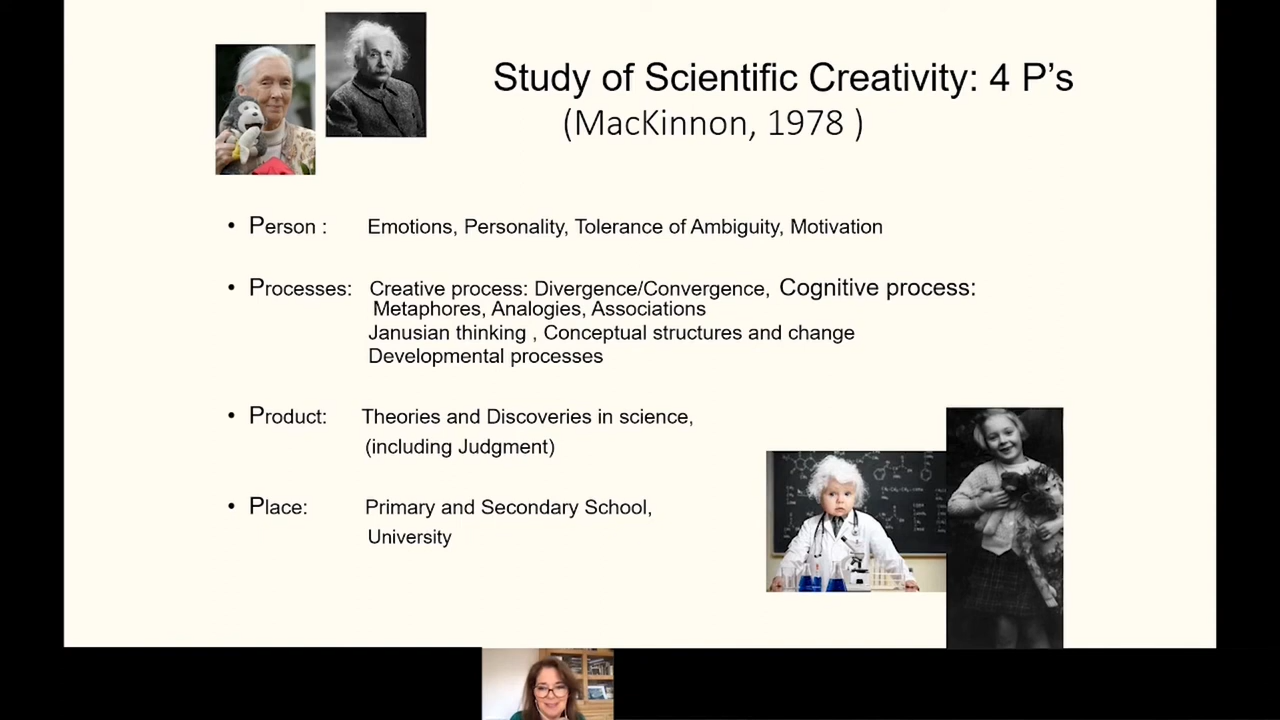 Study of Scientific Creativity: 4 P's
(MacKinnon, 1978 )
• Person : Emotions, Personality, Tolerance of Ambiguity, Motivation
• Processes: Creative process: Divergence/Convergence, Cognitive process:
Metaphores, Analogies, Associations
Janusian thinking , Conceptual structures and change
Developmental processes
• Product: Theories and Discoveries in science,
(including Judgment)
• Place: Primary and Secondary School,
University